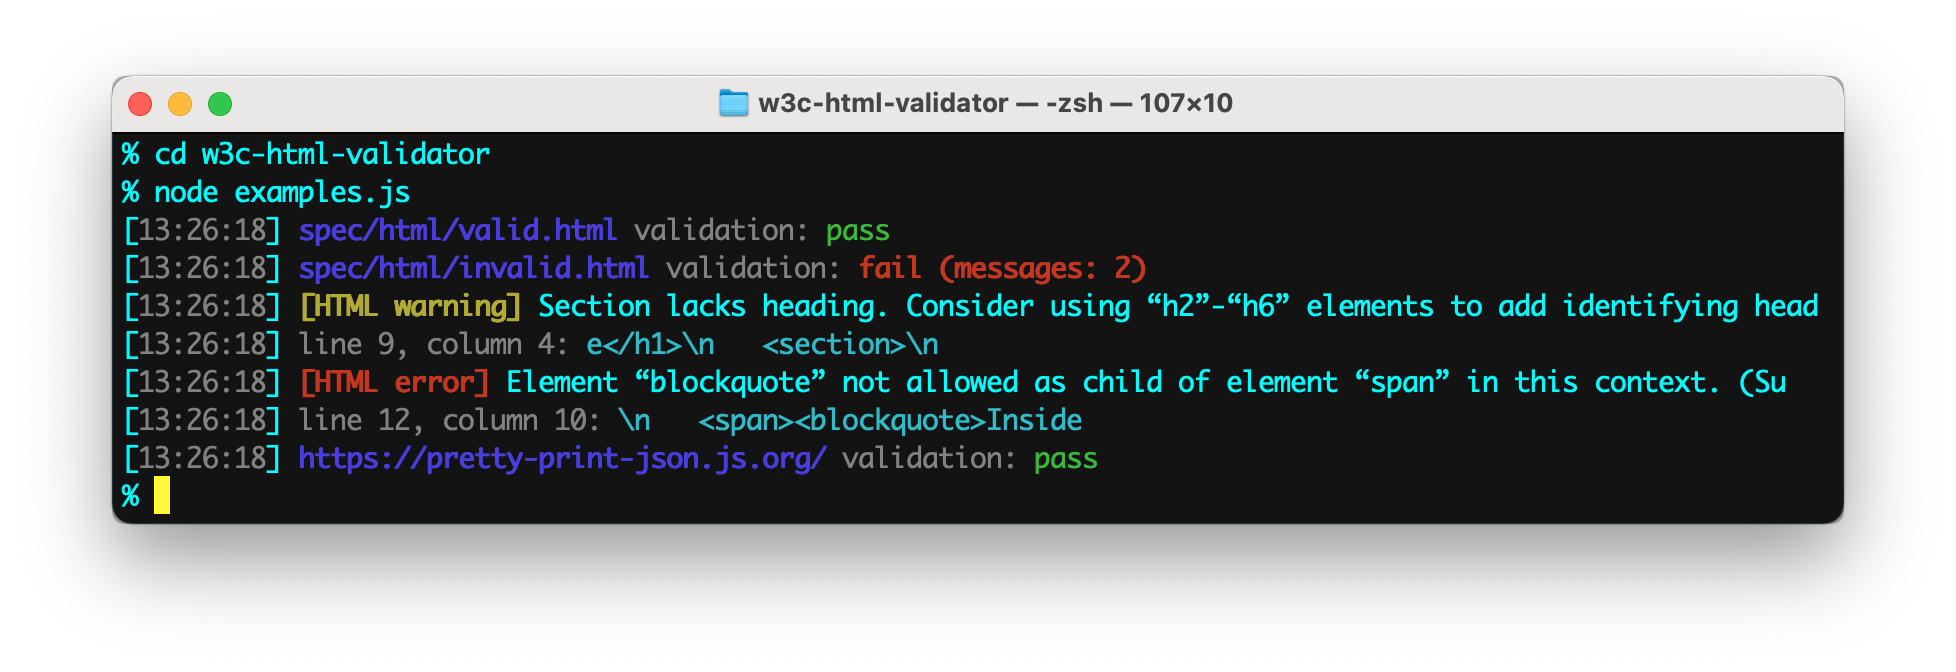 w3c-html-validator — -zsh — 107×10
% cd w3c-html-validator
% node examples.js
[13:26:18] spec/html/valid.html validation: pass
[13:26:18] spec/html/invalid.html validation: fail (messages: 2)
[13:26:18] [HTML warning] Section lacks heading. Consider using “h2”-“h6” elements to add identifying head
[13:26:18] line 9, column 4: e</h1>\n   <section>\n
[13:26:18] [HTML error] Element “blockquote” not allowed as child of element “span” in this context. (Su
[13:26:18] line 12, column 10: \n   <span><blockquote>Inside
[13:26:18] https://pretty-print-json.js.org/ validation: pass
%